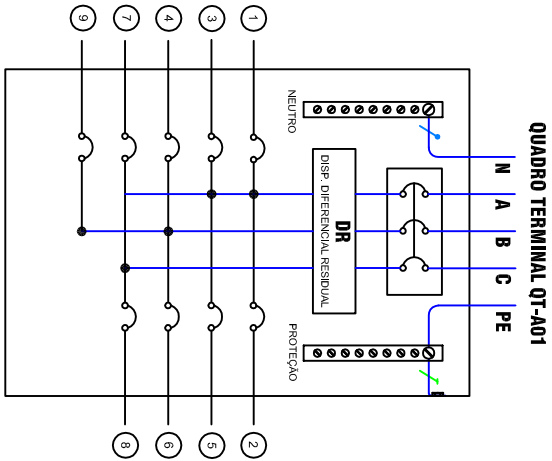 QUADRO TERMINAL QT-A01
N
A
B
C
PE
NEUTRO
DR
DISP. DIFERENCIAL RESIDUAL
PROTEÇÃO
1
3
4
7
9
2
5
6
8